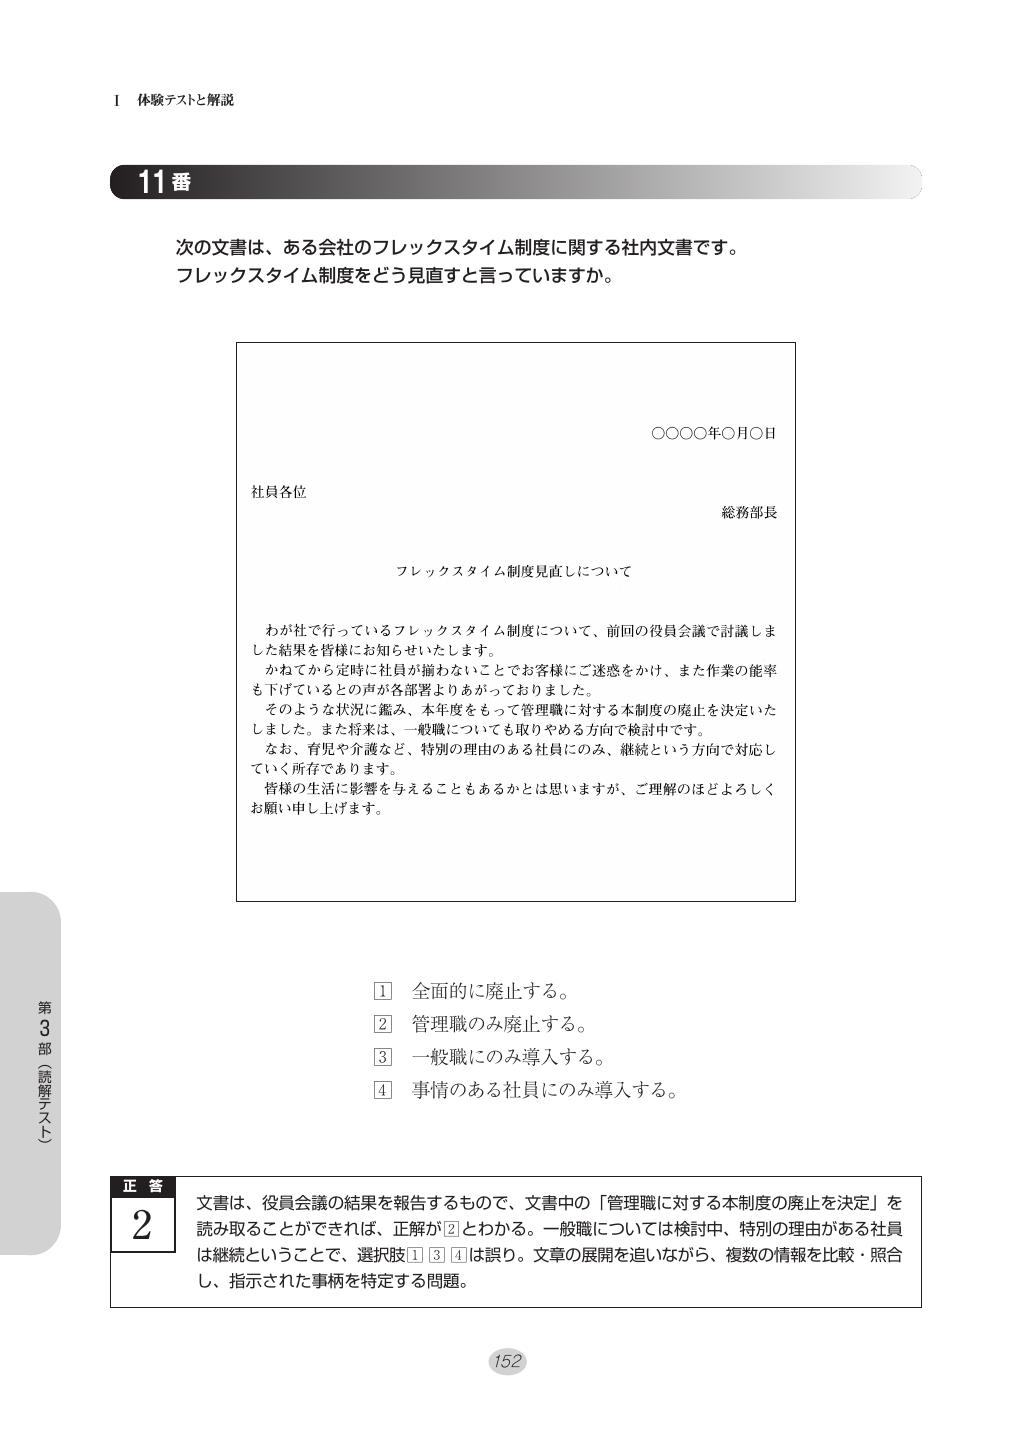 I 体験テストと解説
11番
次の文書は、ある会社のフレックスタイム制度に関する社内文書です。
フレックスタイム制度をどう見直すと言っていますか。
○○○○年○月○日
社員各位
総務部長
フレックスタイム制度見直しについて
わが社で行っているフレックスタイム制度について、前回の役員会議で討議しま
した結果を皆様にお知らせいたします。
かねてから定時に社員が揃わないことでお客様にご迷惑をかけ、また作業の能率
も下げているとの声が各部署よりあがっておりました。
そのような状況に鑑み、本年度をもって管理職に対する本制度の廃止を決定いた
しました。また将来は、一般職についても取りやめる方向で検討中です。
なお、育児や介護など、特別の理由のある社員にのみ、継続という方向で対応し
ていく所存であります。
皆様の生活に影響を与えることもあるかとは思いますが、ご理解のほどよろしく
お願い申し上げます。
1 全面的に廃止する。
2 管理職のみ廃止する。
3 一般職にのみ導入する。
4 事情のある社員にのみ導入する。
第3部（読解テスト）
正答
2
文書は、役員会議の結果を報告するもので、文書中の「管理職に対する本制度の廃止を決定」を
読み取ることができれば、正解が2とわかる。一般職については検討中、特別の理由がある社員
は継続ということで、選択肢1 3 4は誤り。文章の展開を追いながら、複数の情報を比較・照合
し、指示された事柄を特定する問題。
152